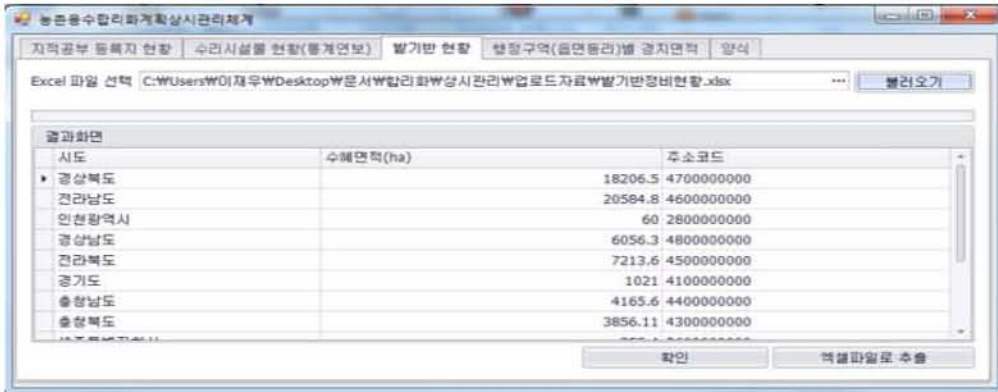 농촌용수합리화계획상시관리체계
지적공부 등록지 현황 수리시설물 현황(통계연보) 밭기반 현황 행정구역(읍면동리)별 경지면적 양식
Excel 파일 선택 C:₩Users₩이재우₩Desktop₩문서₩합리화₩상시관리₩업로드자료₩밭기반정비현황.xlsx ··· 불러오기
결과화면
시도 수혜면적(ha) 주소코드
경상북도 18206.5 4700000000
전라남도 20584.8 4600000000
인천광역시 60 2800000000
경상남도 6056.3 4800000000
전라북도 7213.6 4500000000
경기도 1021 4100000000
충청남도 4165.6 4400000000
충청북도 3856.11 4300000000
확인 엑셀파일로 추출